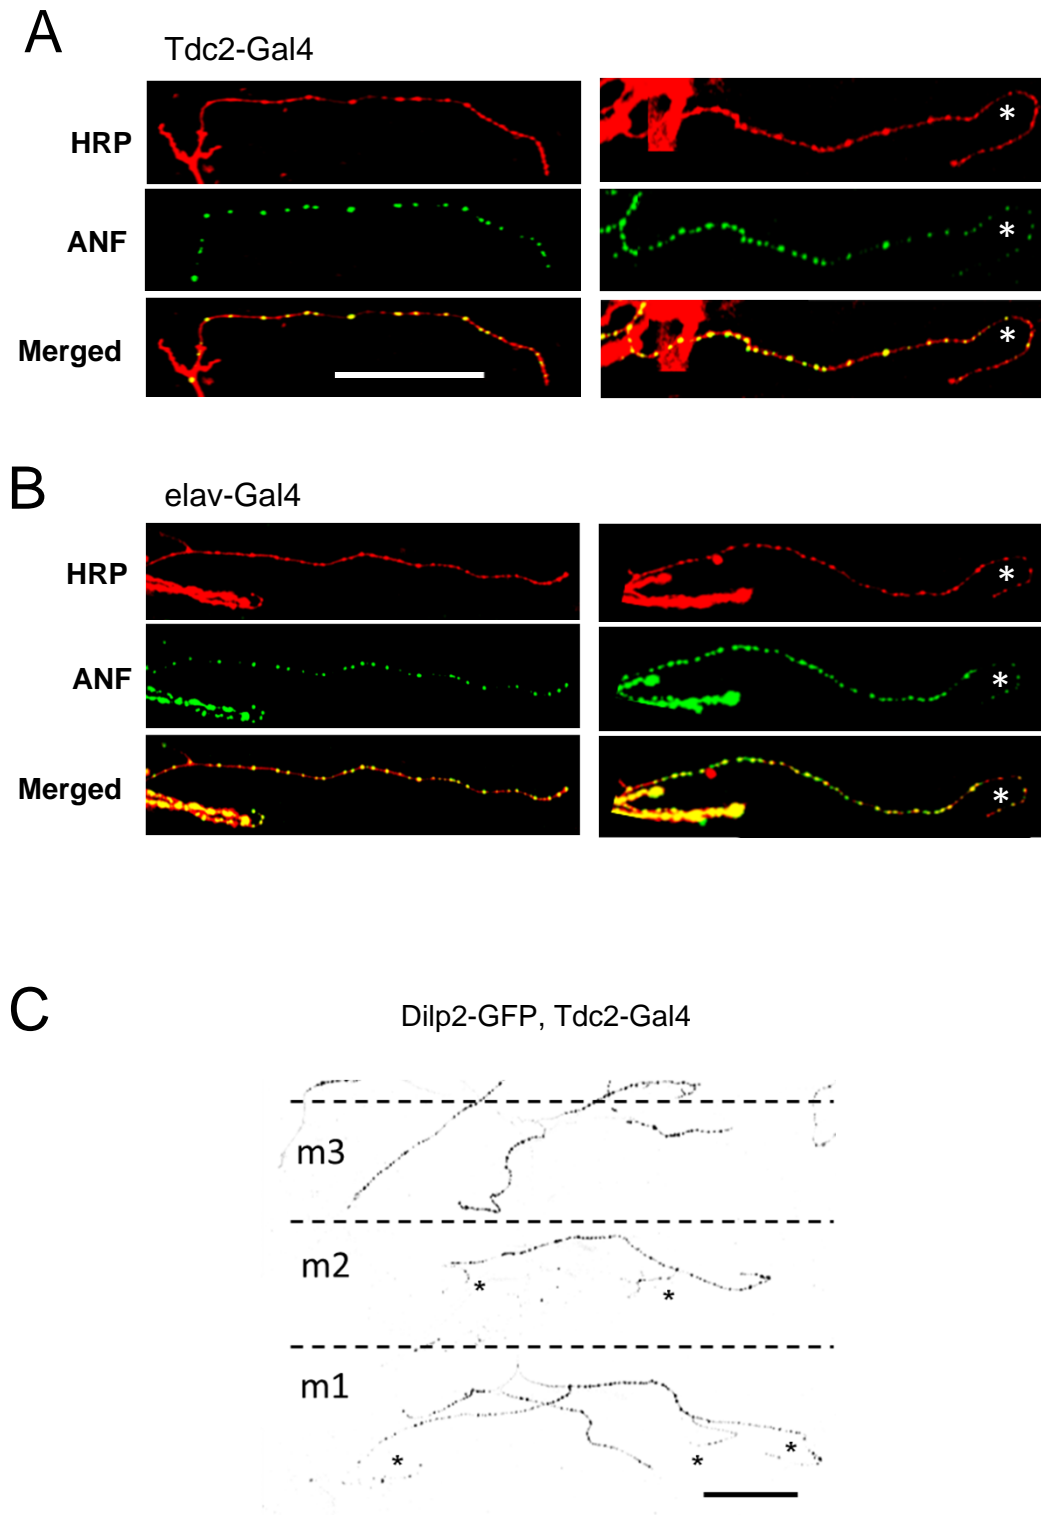 A
Tdc2-Gal4
HRP
*
ANF
*
Merged
*
B
elav-Gal4
HRP
*
ANF
*
Merged
*
C
Dilp2-GFP, Tdc2-Gal4
m3
m2
* *
m1
* * *